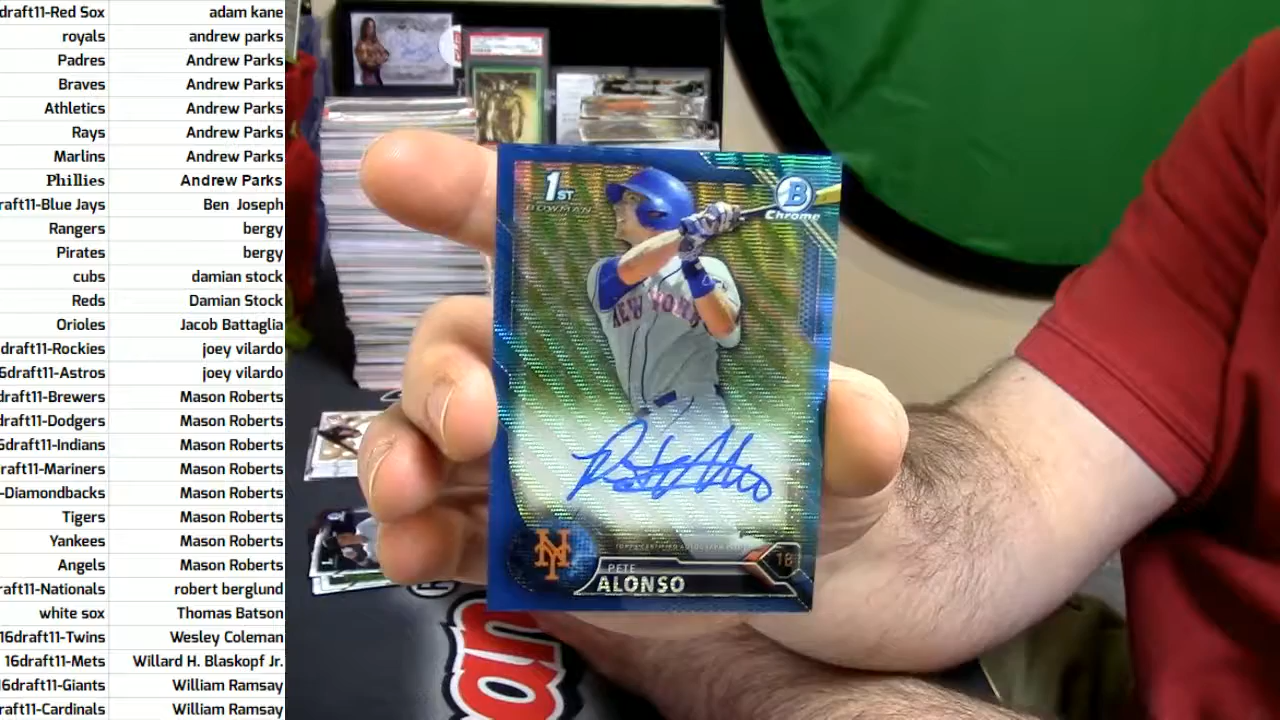 draft11-Red Sox adam kane
royals andrew parks
Padres Andrew Parks
Braves Andrew Parks
Athletics Andrew Parks
Rays Andrew Parks
Marlins Andrew Parks
Phillies Andrew Parks
raft11-Blue Jays Ben Joseph
Rangers bergy
Pirates bergy
cubs damian stock
Reds Damian Stock
Orioles Jacob Battaglia
draft11-Rockies joey vilardo
6draft11-Astros joey vilardo
draft11-Brewers Mason Roberts
draft11-Dodgers Mason Roberts
6draft11-Indians Mason Roberts
raft11-Mariners Mason Roberts
-Diamondbacks Mason Roberts
Tigers Mason Roberts
Yankees Mason Roberts
Angels Mason Roberts
raft11-Nationals robert berglund
white sox Thomas Batson
16draft11-Twins Wesley Coleman
16draft11-Mets Willard H. Blaskopf Jr.
6draft11-Giants William Ramsay
raft11-Cardinals William Ramsay
1ST
BOWMAN
B
Chrome
NEW YORK
NY
1B
PETE
ALONSO